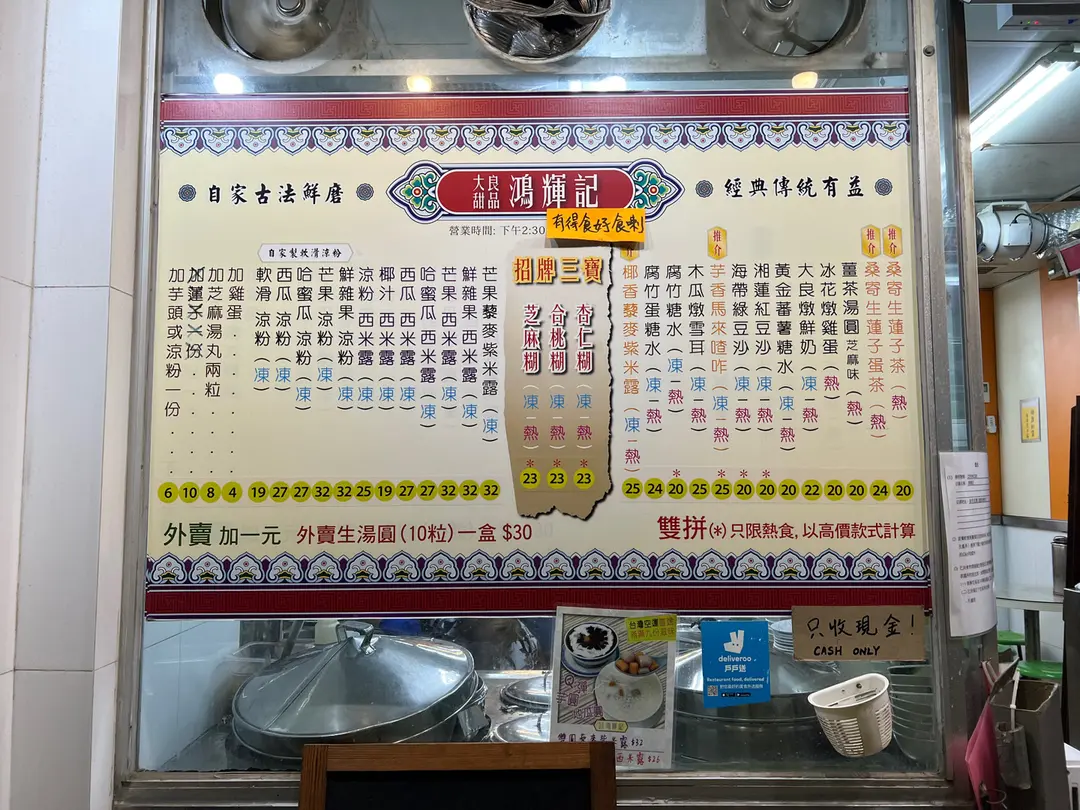 自家古法鮮磨
大良甜品 鴻輝記
經典傳統有益
營業時間: 下午2:30
有得食好食喇
推介 桑寄生蓮子茶(熱) 20
推介 桑寄生蓮子蛋茶(熱) 24
薑茶湯圓芝麻味(熱) 20
冰花燉雞蛋(熱) 20
大良燉鮮奶(凍-熱) 22
黃金蕃薯糖水(凍-熱) 20
湘蓮紅豆沙(凍-熱) * 20
海帶綠豆沙(凍-熱) * 20
推介 芋香馬來喳咋(凍-熱) * 25
木瓜燉雪耳(凍-熱) 25
腐竹糖水(凍-熱) * 20
腐竹蛋糖水(凍-熱) 24
介 椰香藜麥紫米露(凍-熱) 25
招牌三寶
杏仁糊(凍-熱) * 23
合桃糊(凍-熱) * 23
芝麻糊(凍-熱) * 23
芒果藜麥紫米露(凍) 32
鮮雜果 西米露(凍) 32
芒果 西米露(凍) 32
哈蜜瓜 西米露(凍) 27
西瓜 西米露(凍) 27
椰汁 西米露(凍) 19
涼粉 西米露(凍) 25
自家製軟滑涼粉
鮮雜果 涼粉(凍) 32
芒果 涼粉(凍) 32
哈蜜瓜 涼粉(凍) 27
西瓜 涼粉(凍) 27
軟滑 涼粉(凍) 19
加雞蛋 4
加芝麻湯丸兩粒 8
10
加芋頭或涼粉一份 6
外賣 加一元 外賣生湯圓(10粒)一盒 $30
雙拼(*)只限熱食, 以高價款式計算
台灣空運
deliveroo
戶戶送
Restaurant food, delivered
只收現金!
CASH ONLY